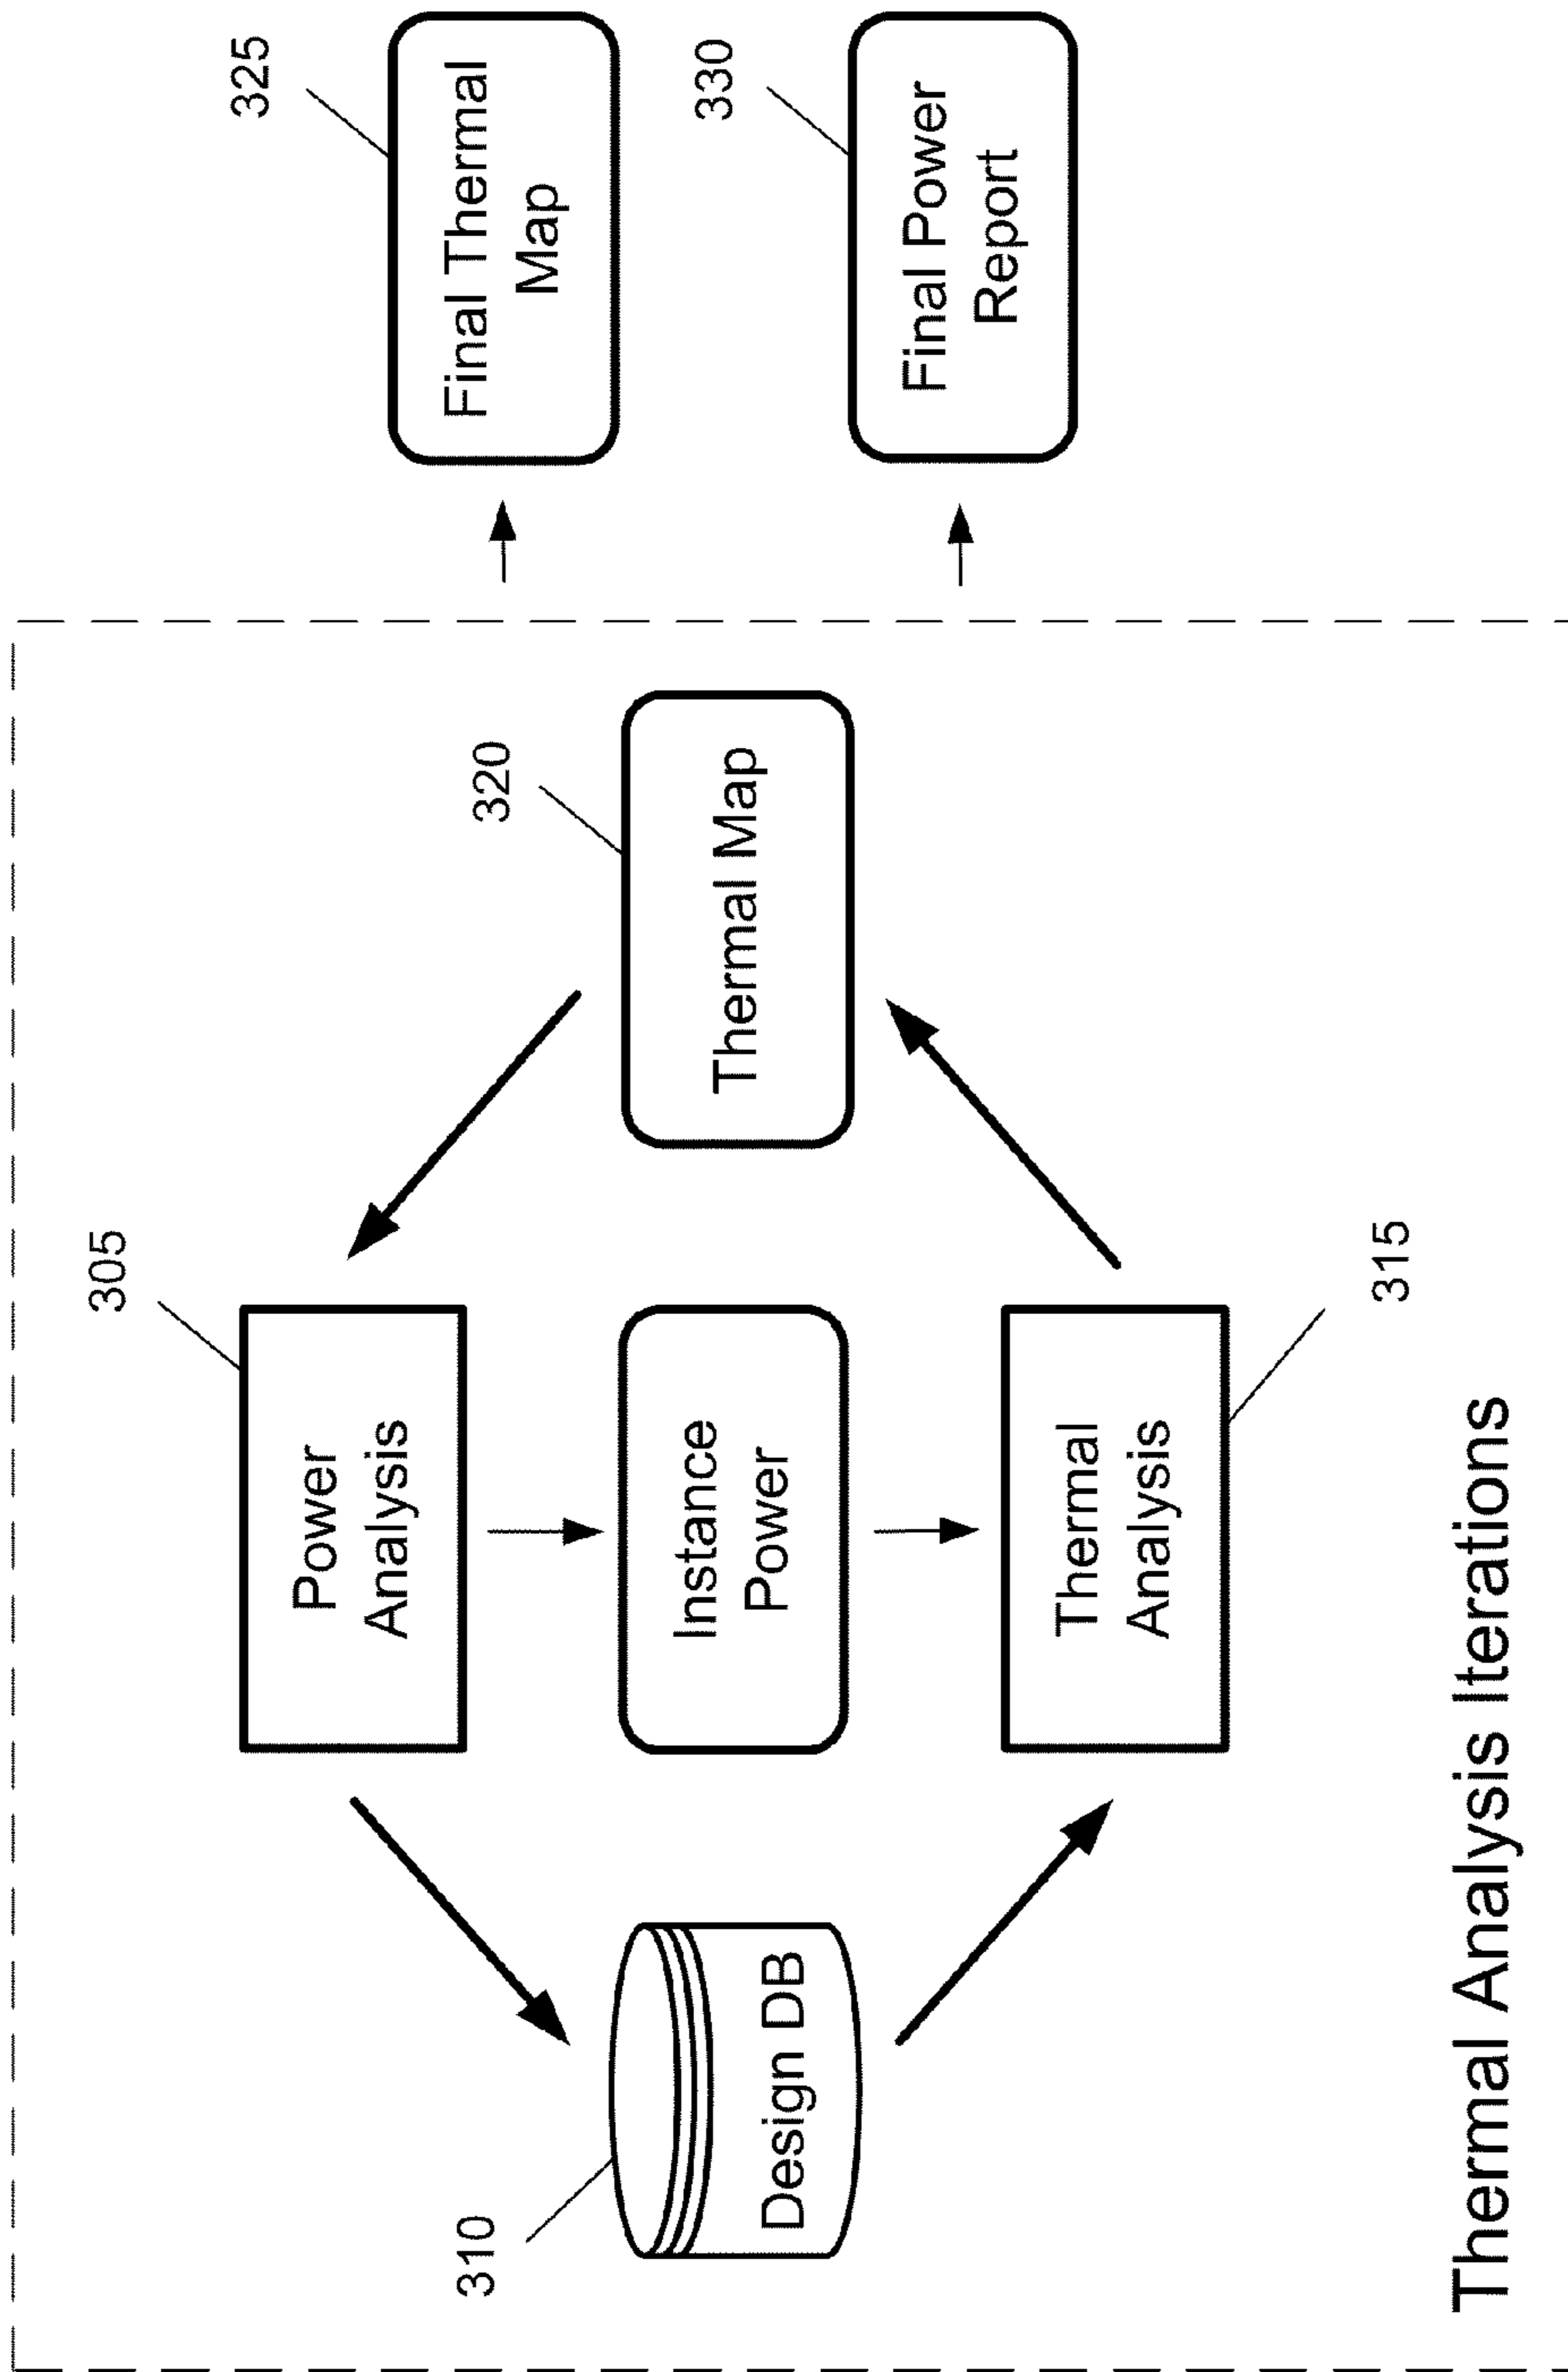 305
Power
Analysis
310
Design DB
Instance
Power
320
Thermal Map
Thermal
Analysis
315
Thermal Analysis Iterations
325
Final Thermal
Map
330
Final Power
Report